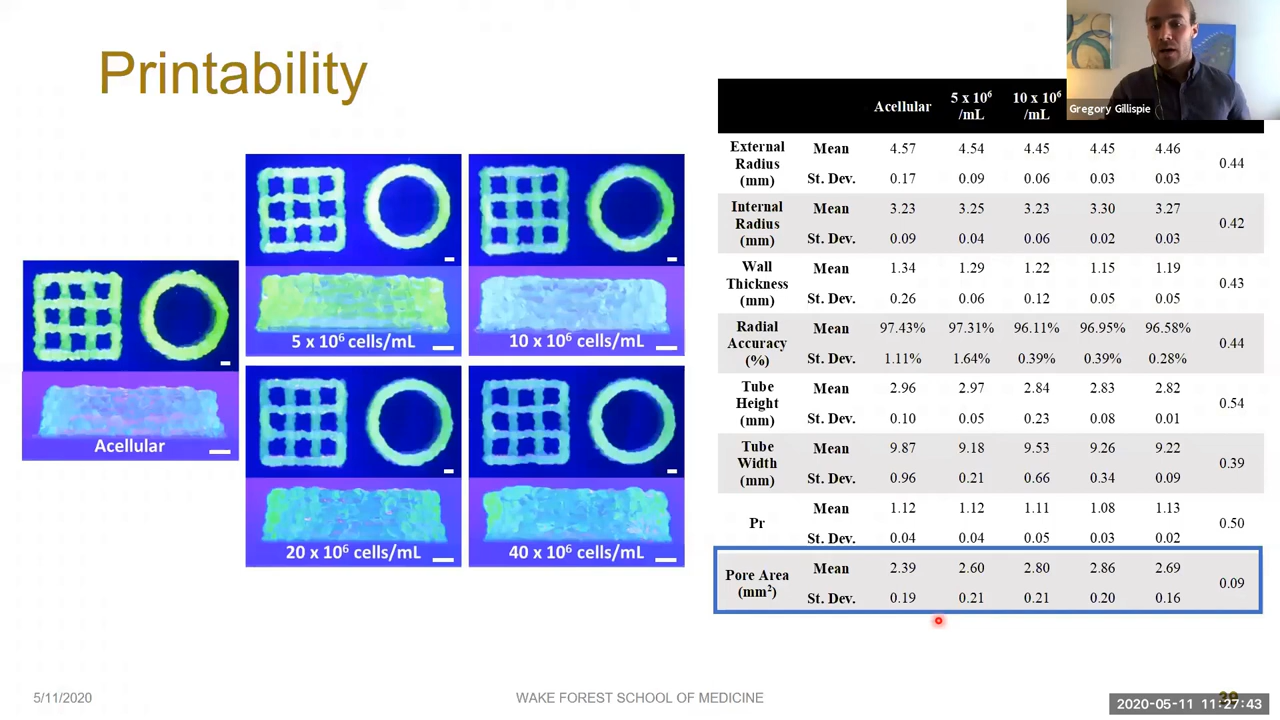 Printability
Gregory Gillispie
Acellular 5 x 10⁶ /mL 10 x 10⁶ /mL
External Radius (mm) Mean 4.57 4.54 4.45 4.45 4.46 0.44
St. Dev. 0.17 0.09 0.06 0.03 0.03
Internal Radius (mm) Mean 3.23 3.25 3.23 3.30 3.27 0.42
St. Dev. 0.09 0.04 0.06 0.02 0.03
Wall Thickness (mm) Mean 1.34 1.29 1.22 1.15 1.19 0.43
St. Dev. 0.26 0.06 0.12 0.05 0.05
Radial Accuracy (%) Mean 97.43% 97.31% 96.11% 96.95% 96.58% 0.44
St. Dev. 1.11% 1.64% 0.39% 0.39% 0.28%
Tube Height (mm) Mean 2.96 2.97 2.84 2.83 2.82 0.54
St. Dev. 0.10 0.05 0.23 0.08 0.01
Tube Width (mm) Mean 9.87 9.18 9.53 9.26 9.22 0.39
St. Dev. 0.96 0.21 0.66 0.34 0.09
Pr Mean 1.12 1.12 1.11 1.08 1.13 0.50
St. Dev. 0.04 0.04 0.05 0.03 0.02
Pore Area (mm²) Mean 2.39 2.60 2.80 2.86 2.69 0.09
St. Dev. 0.19 0.21 0.21 0.20 0.16
Acellular
5 x 10⁶ cells/mL
10 x 10⁶ cells/mL
20 x 10⁶ cells/mL
40 x 10⁶ cells/mL
5/11/2020
WAKE FOREST SCHOOL OF MEDICINE
2020-05-11 11:27:43